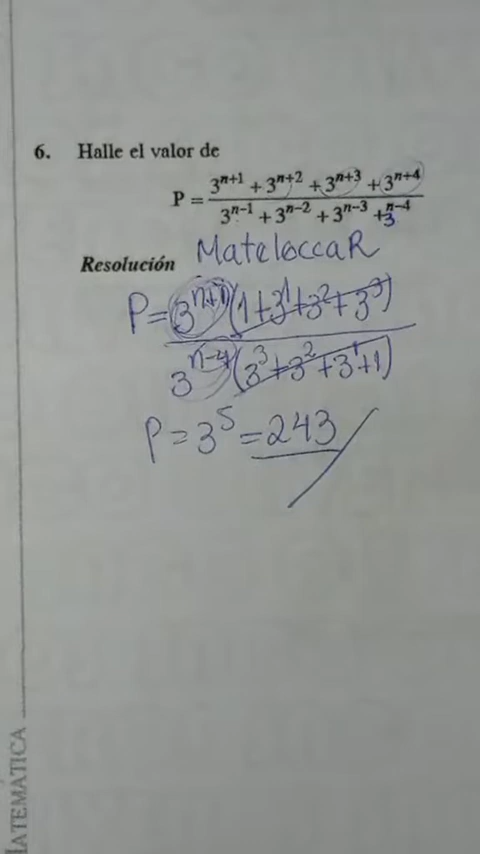 6. Halle el valor de
P = (3^{n+1} + 3^{n+2} + 3^{n+3} + 3^{n+4}) / (3^{n-1} + 3^{n-2} + 3^{n-3} + 3^{n-4})
Resolución MateloccaR
P = 3^{n+1} (1+3^1+3^2+3^3) / 3^{n-4} (3^3+3^2+3^1+1)
P = 3^5 = 243
MATEMÁTICA